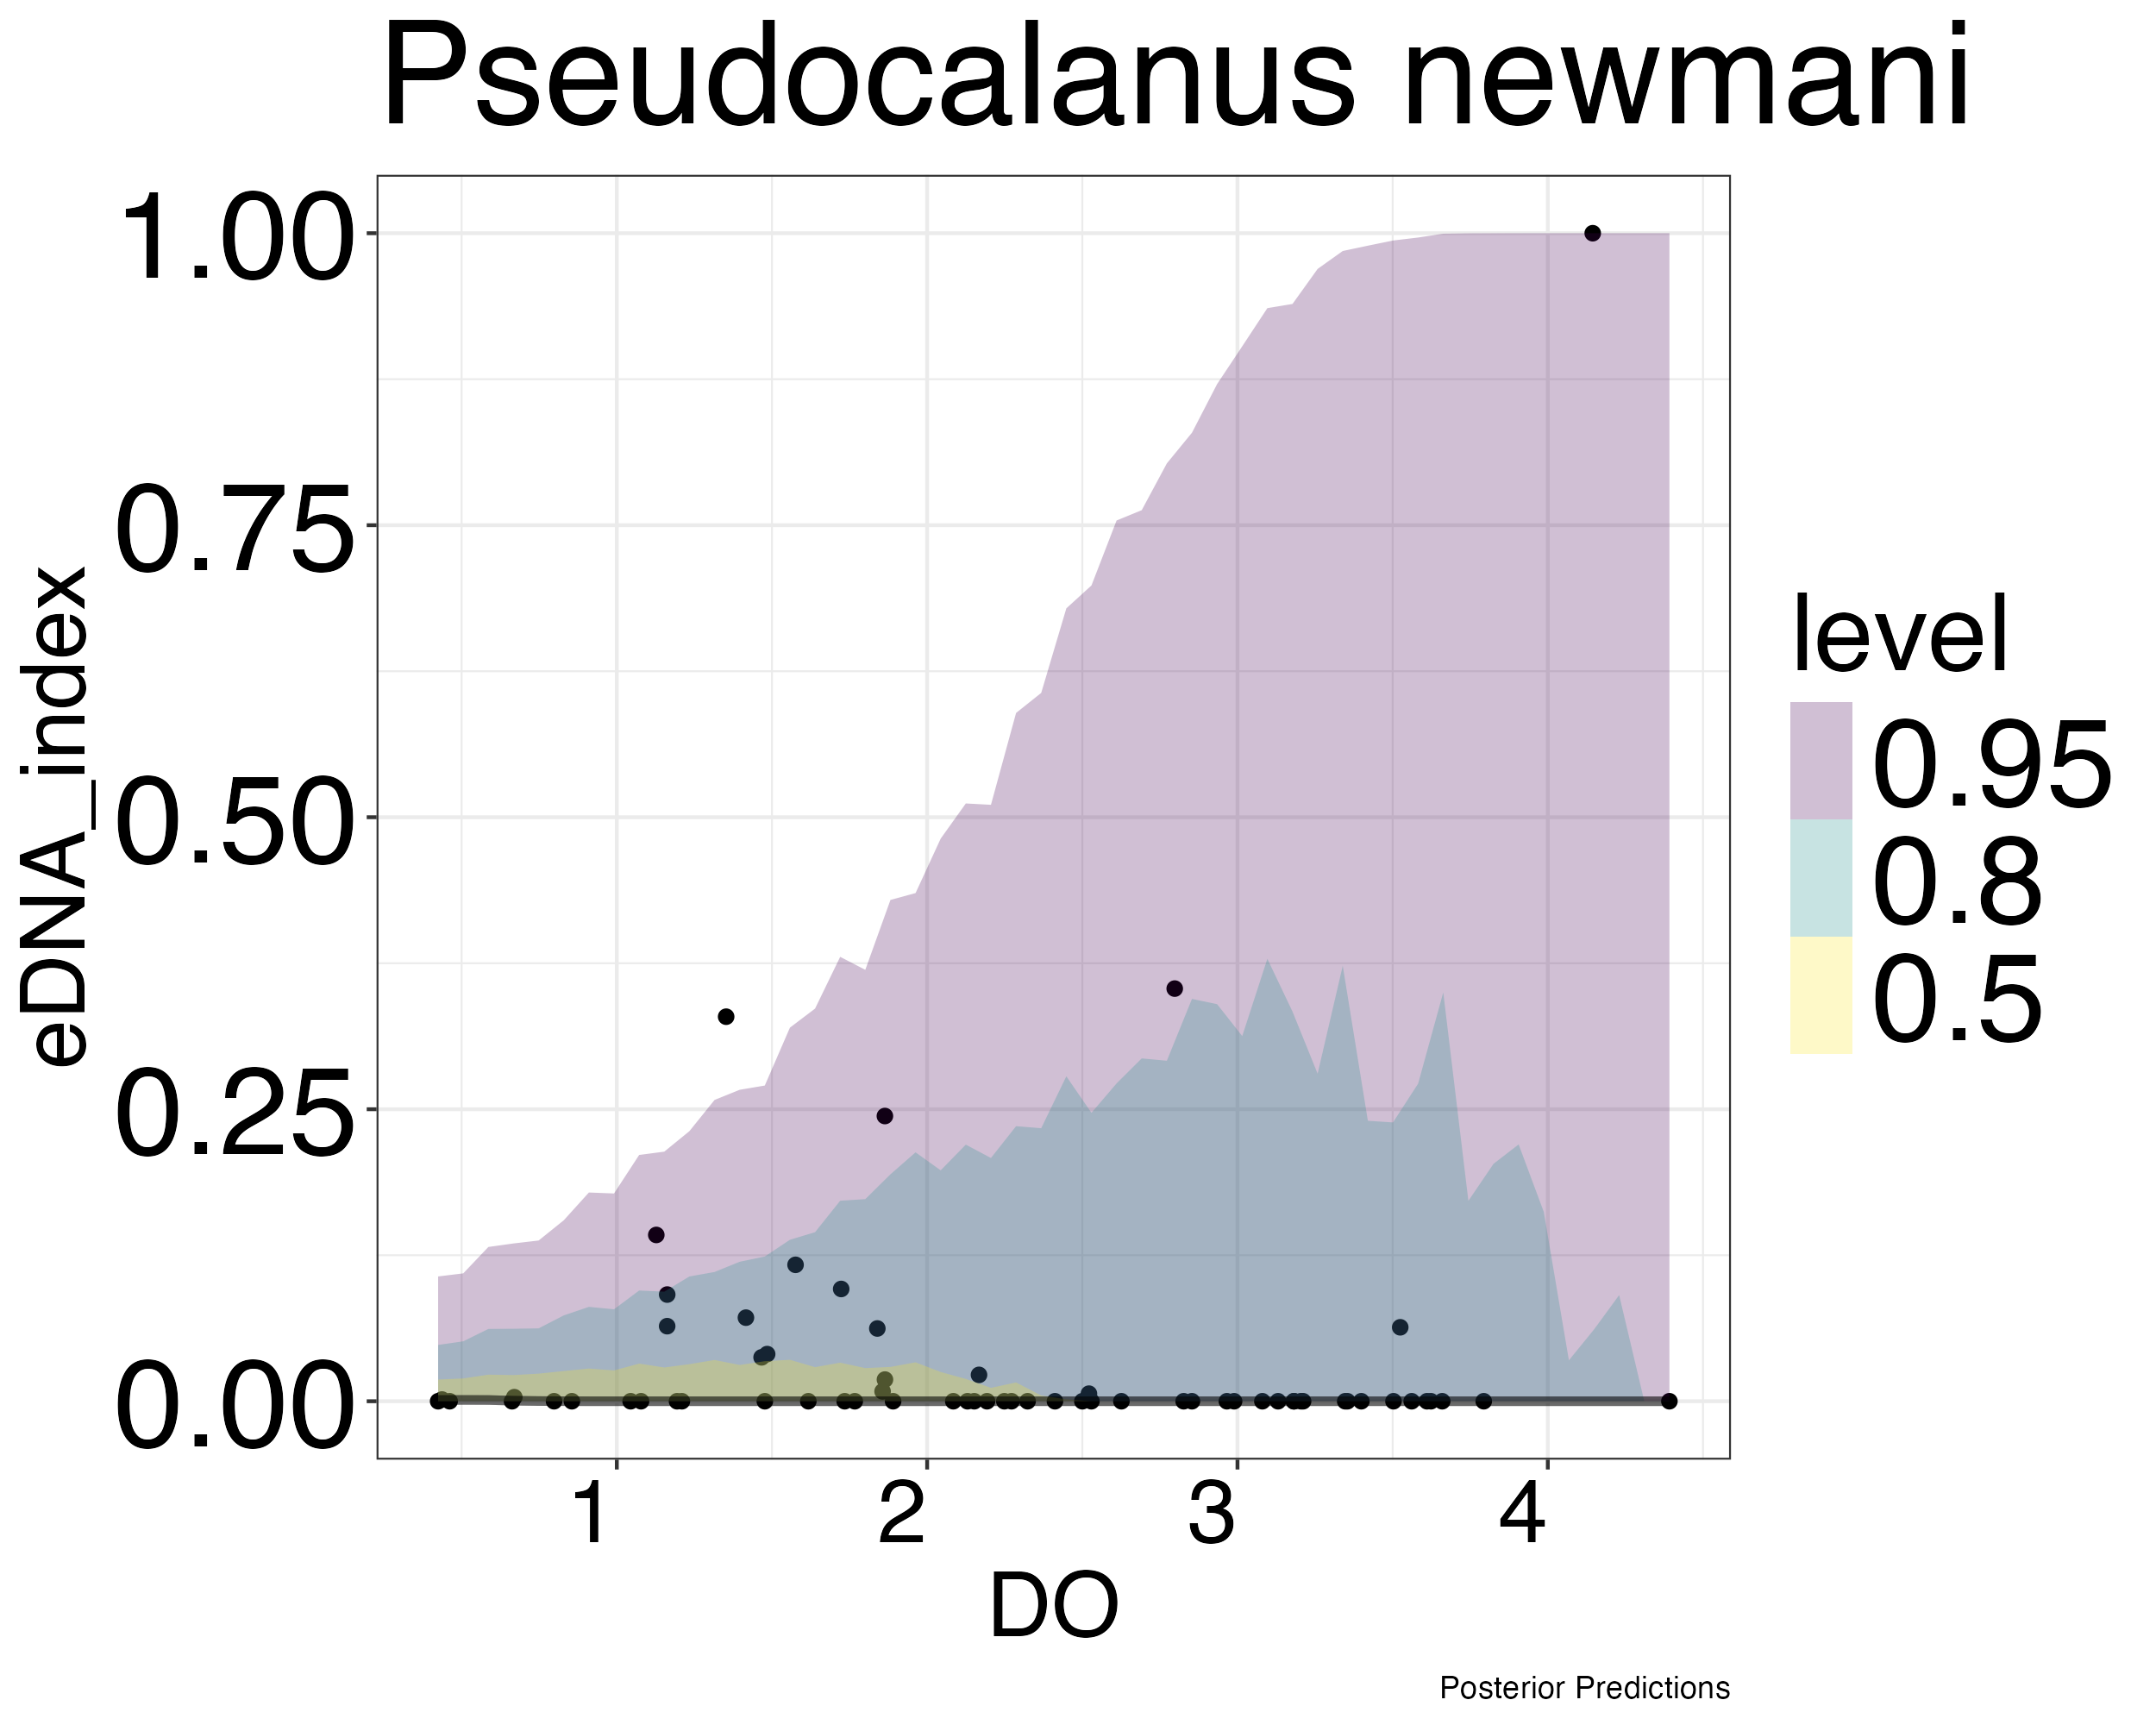 Pseudocalanus newmani
1.00
0.75
0.50
0.25
0.00
eDNA_index
1 2 3 4
DO
level
0.95
0.8
0.5
Posterior Predictions